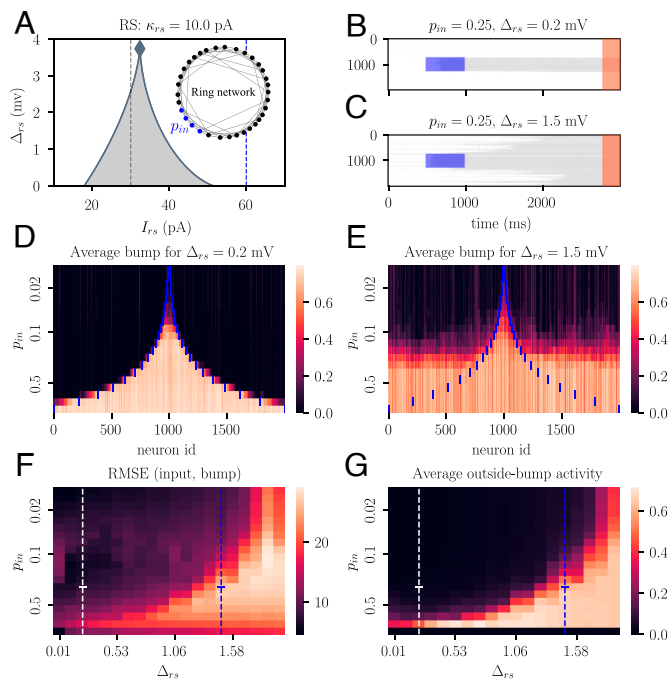 A
RS: κrs = 10.0 pA
4
3
2
1
0
Δrs (mv)
20
40
60
Irs (pA)
Ring network
pin
B
pin = 0.25, Δrs = 0.2 mV
0
1000
C
pin = 0.25, Δrs = 1.5 mV
0
1000
0
1000
2000
time (ms)
D
Average bump for Δrs = 0.2 mV
pin
0.02
0.1
0.5
0
500
1000
1500
neuron id
0.6
0.4
0.2
0.0
E
Average bump for Δrs = 1.5 mV
pin
0.02
0.1
0.5
0
500
1000
1500
neuron id
0.6
0.4
0.2
0.0
F
RMSE (input, bump)
pin
0.02
0.1
0.5
0.01
0.53
1.06
1.58
Δrs
20
10
G
Average outside-bump activity
pin
0.02
0.1
0.5
0.01
0.53
1.06
1.58
Δrs
0.6
0.4
0.2
0.0